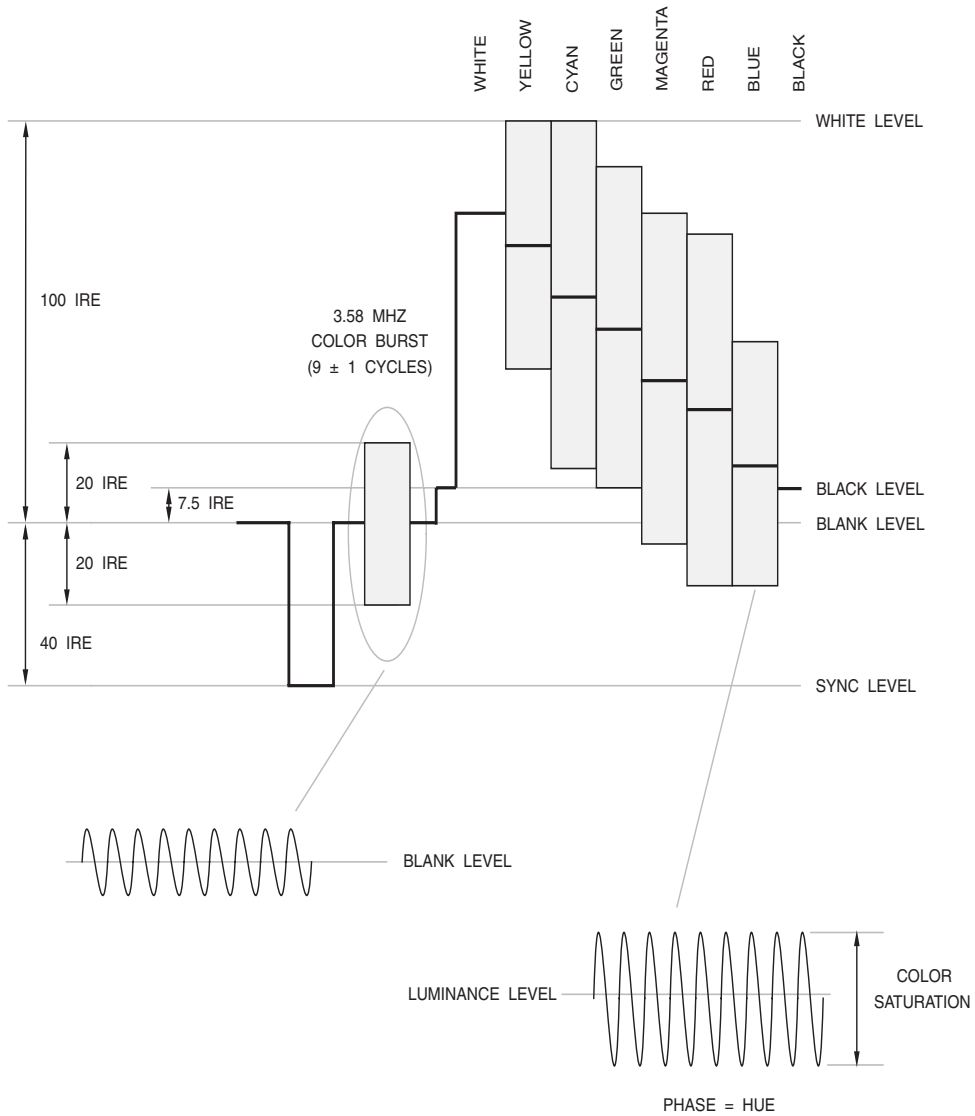 WHITE
YELLOW
CYAN
GREEN
MAGENTA
RED
BLUE
BLACK
WHITE LEVEL
100 IRE
3.58 MHZ
COLOR BURST
(9 ± 1 CYCLES)
20 IRE
7.5 IRE
BLACK LEVEL
BLANK LEVEL
20 IRE
40 IRE
SYNC LEVEL
BLANK LEVEL
LUMINANCE LEVEL
COLOR
SATURATION
PHASE = HUE